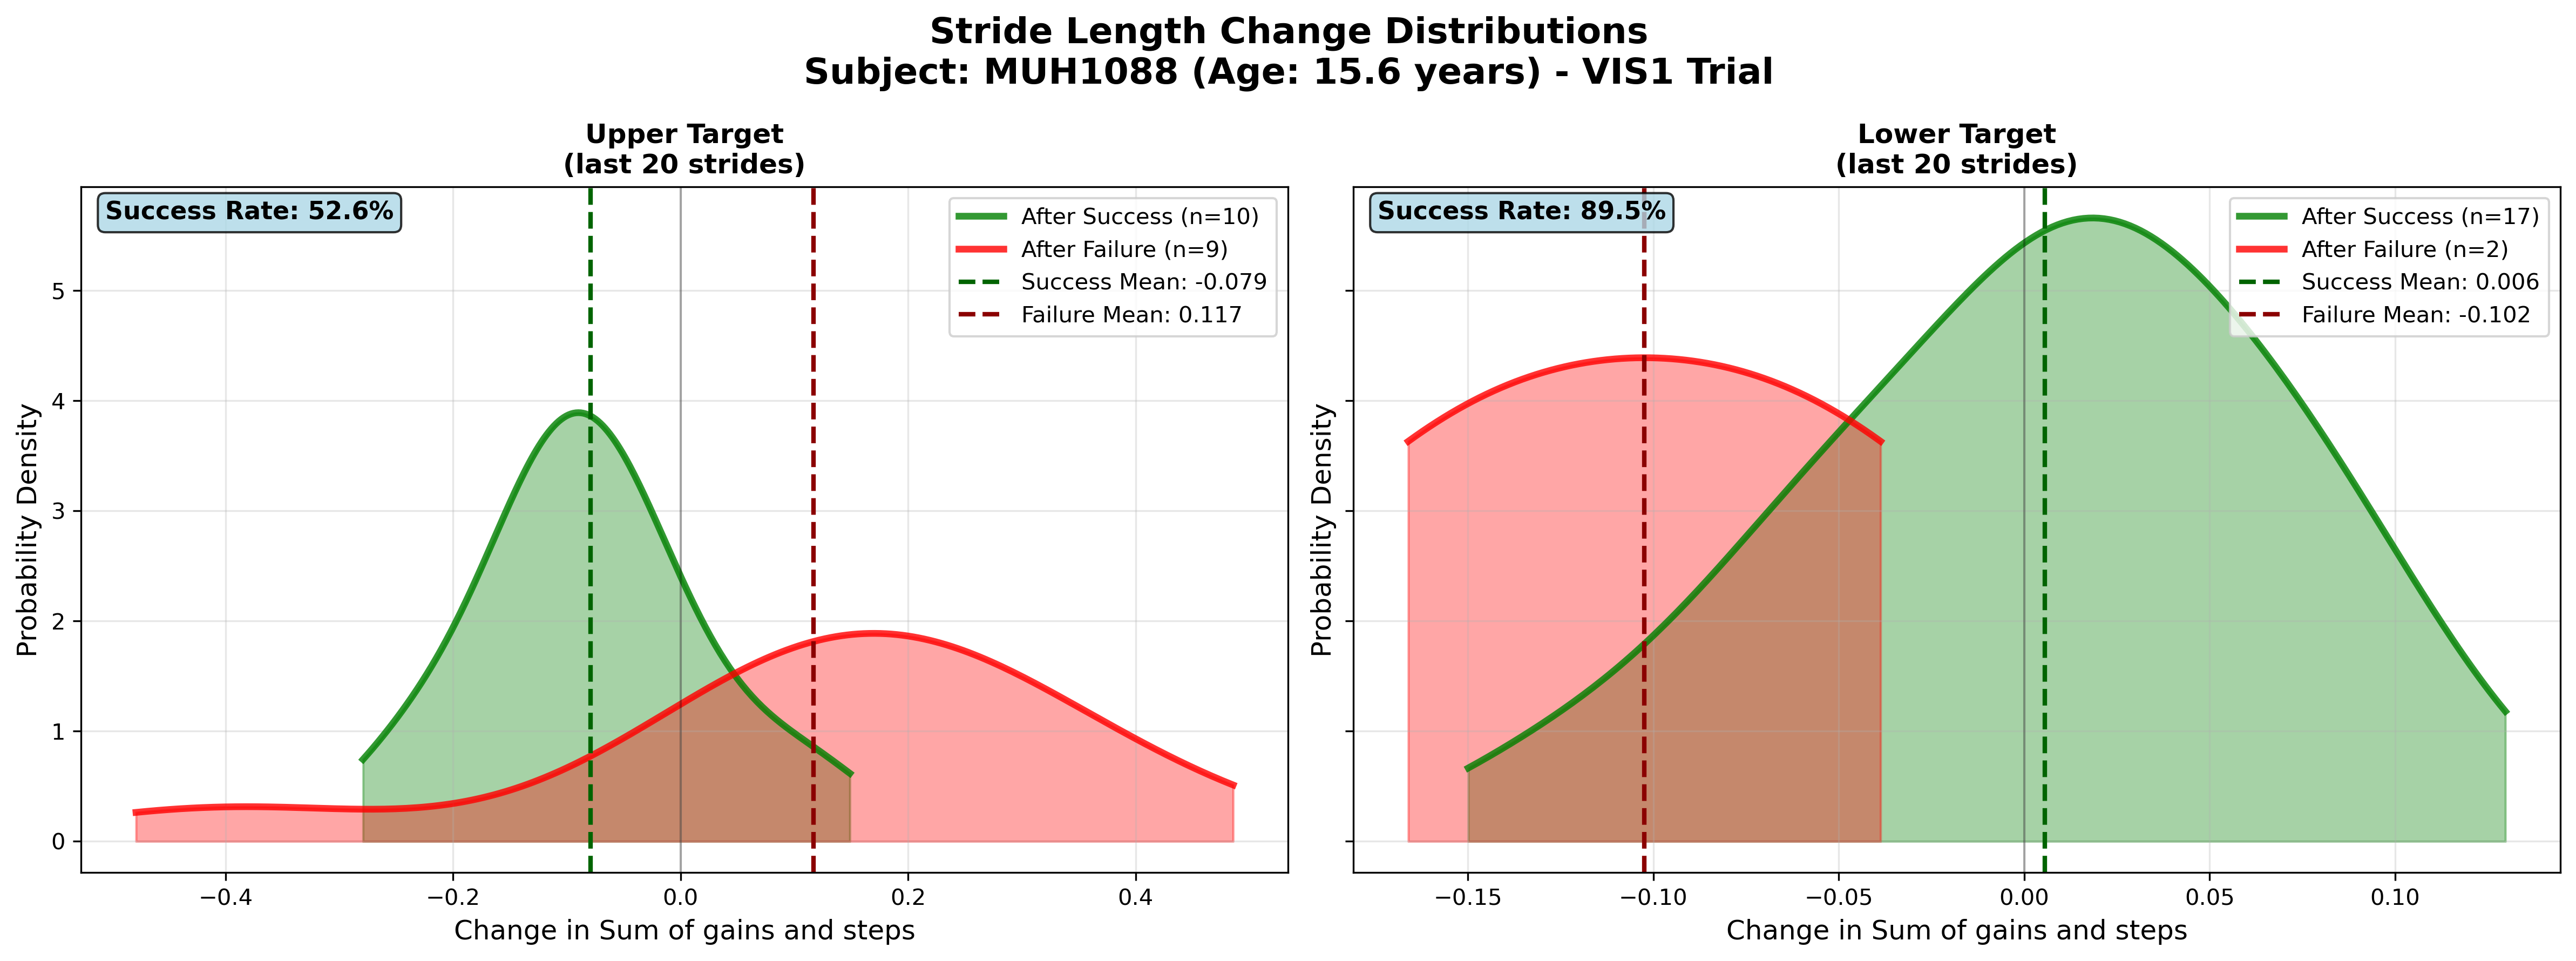 Stride Length Change Distributions
Subject: MUH1088 (Age: 15.6 years) - VIS1 Trial
Upper Target
(last 20 strides)
Success Rate: 52.6%
After Success (n=10)
After Failure (n=9)
Success Mean: -0.079
Failure Mean: 0.117
Probability Density
5
4
3
2
1
0
−0.4
−0.2
0.0
0.2
0.4
Change in Sum of gains and steps
Lower Target
(last 20 strides)
Success Rate: 89.5%
After Success (n=17)
After Failure (n=2)
Success Mean: 0.006
Failure Mean: -0.102
Probability Density
−0.15
−0.10
−0.05
0.00
0.05
0.10
Change in Sum of gains and steps